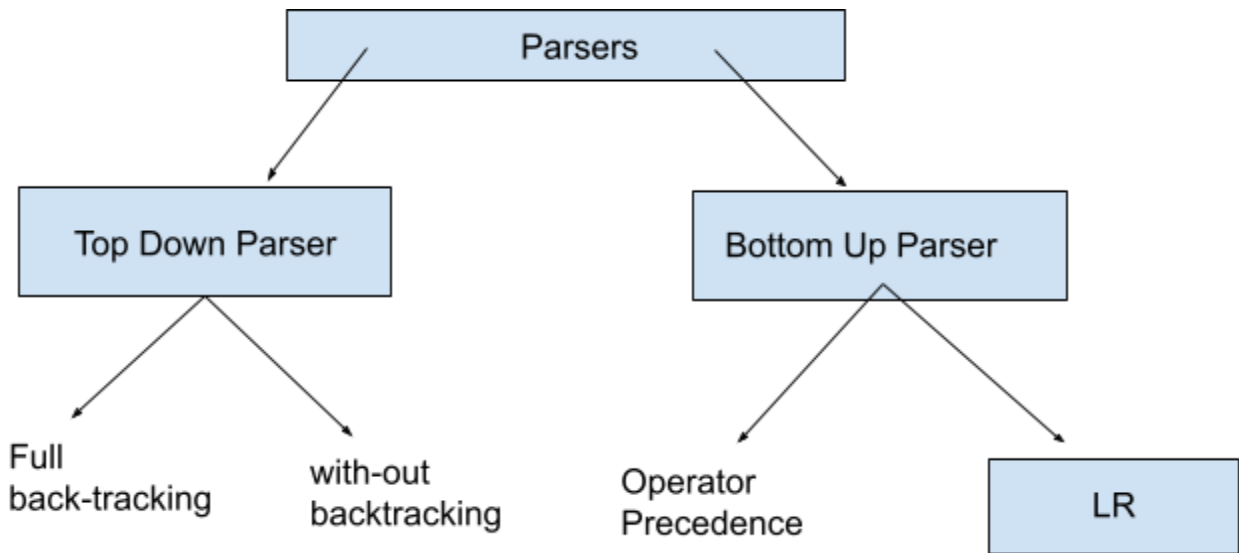 Parsers
Top Down Parser
Bottom Up Parser
Full
back-tracking
with-out
backtracking
Operator
Precedence
LR